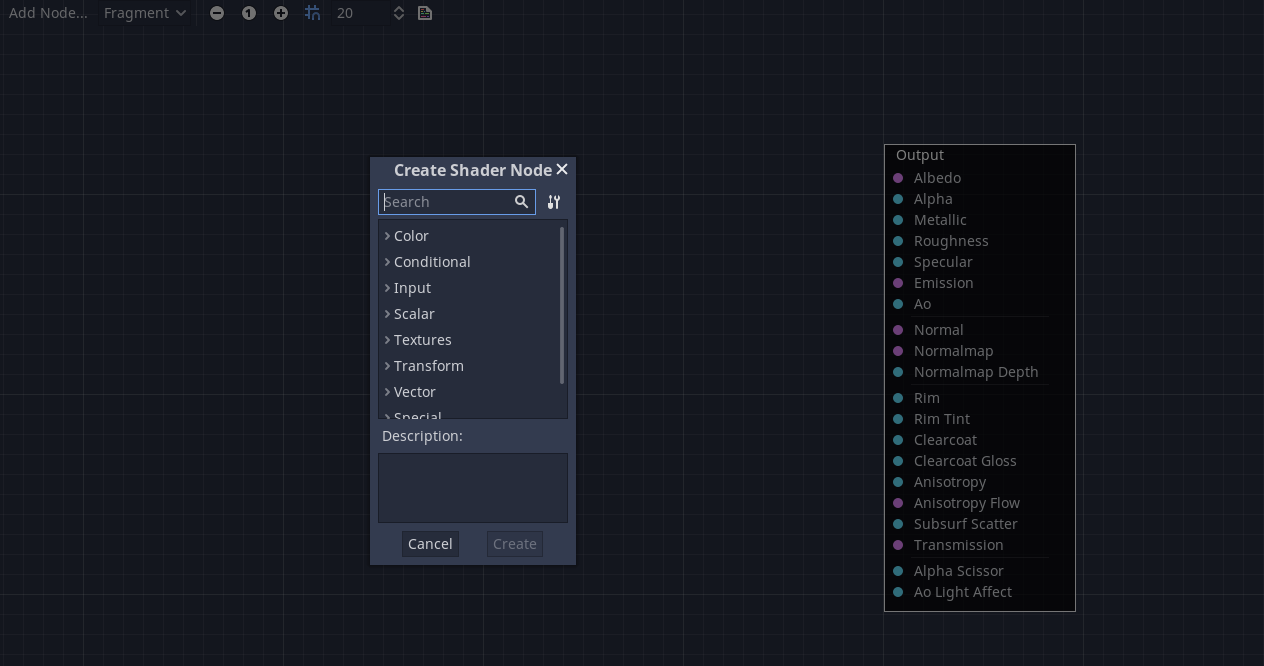 Add Node... Fragment 20
Create Shader Node
Search
Color
Conditional
Input
Scalar
Textures
Transform
Vector
Special
Description:
Cancel Create
Output
Albedo
Alpha
Metallic
Roughness
Specular
Emission
Ao
Normal
Normalmap
Normalmap Depth
Rim
Rim Tint
Clearcoat
Clearcoat Gloss
Anisotropy
Anisotropy Flow
Subsurf Scatter
Transmission
Alpha Scissor
Ao Light Affect